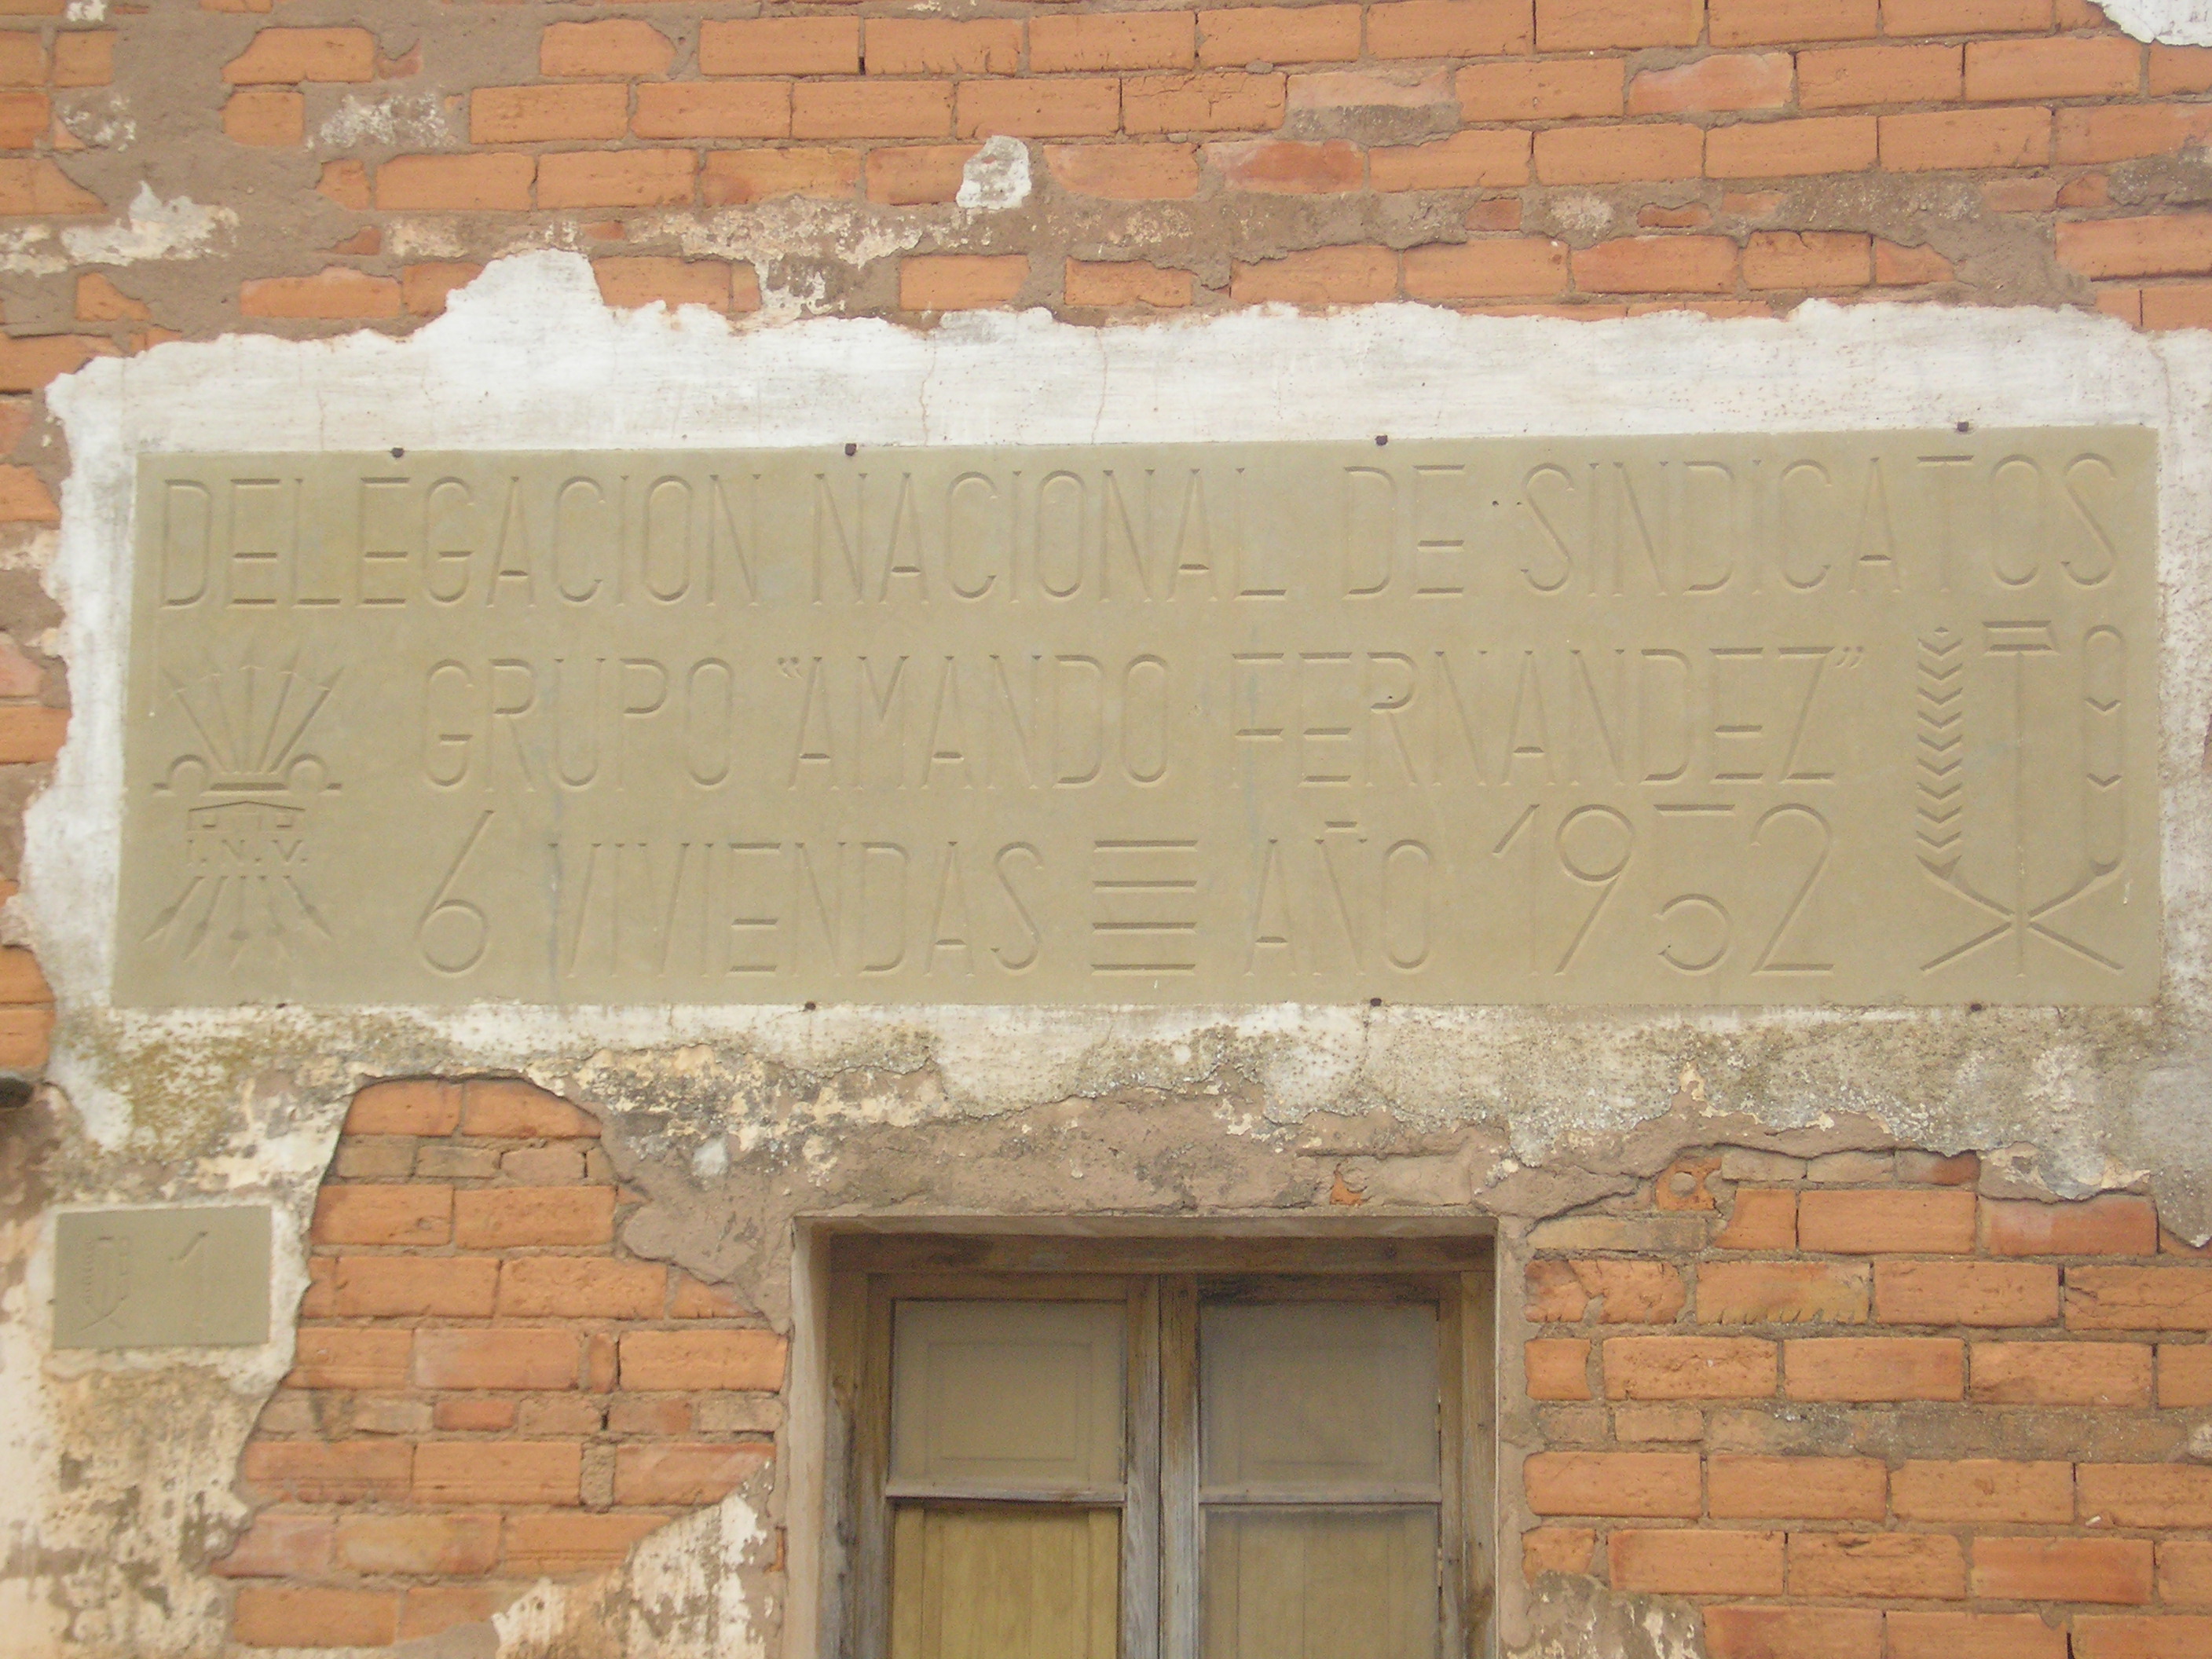 DELEGACION NACIONAL DE SINDICATOS
GRUPO "AMANDO FERNANDEZ"
I.N.V.
6 VIVIENDAS AÑO 1952
1